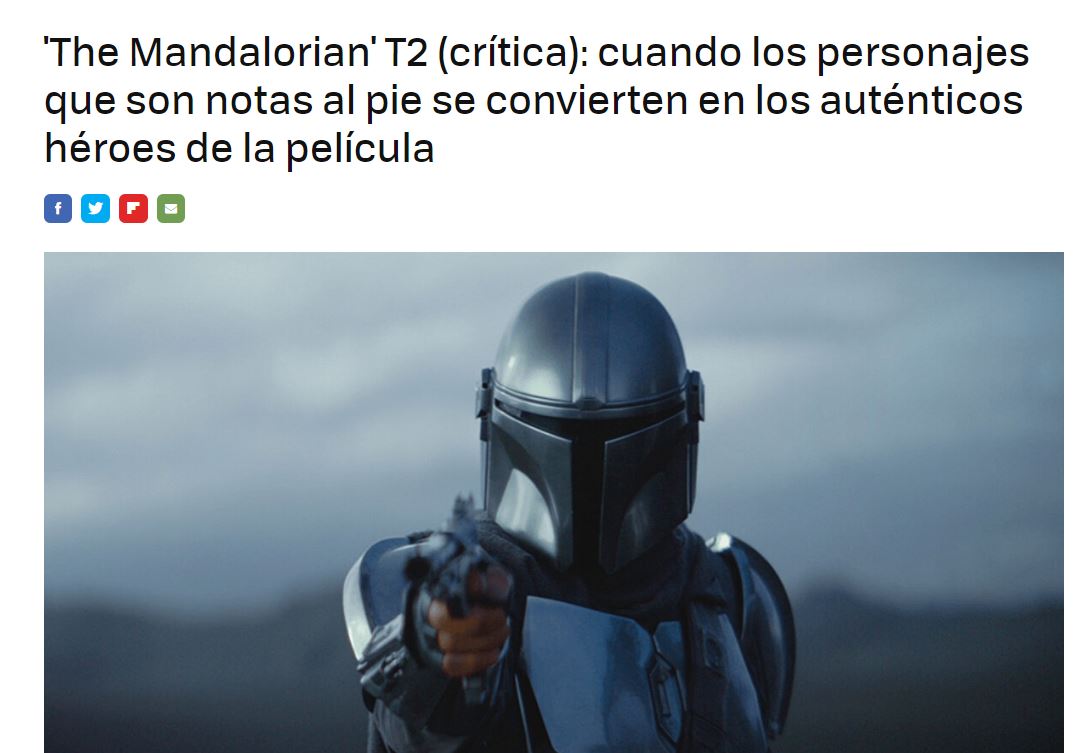 'The Mandalorian' T2 (crítica): cuando los personajes
que son notas al pie se convierten en los auténticos
héroes de la película